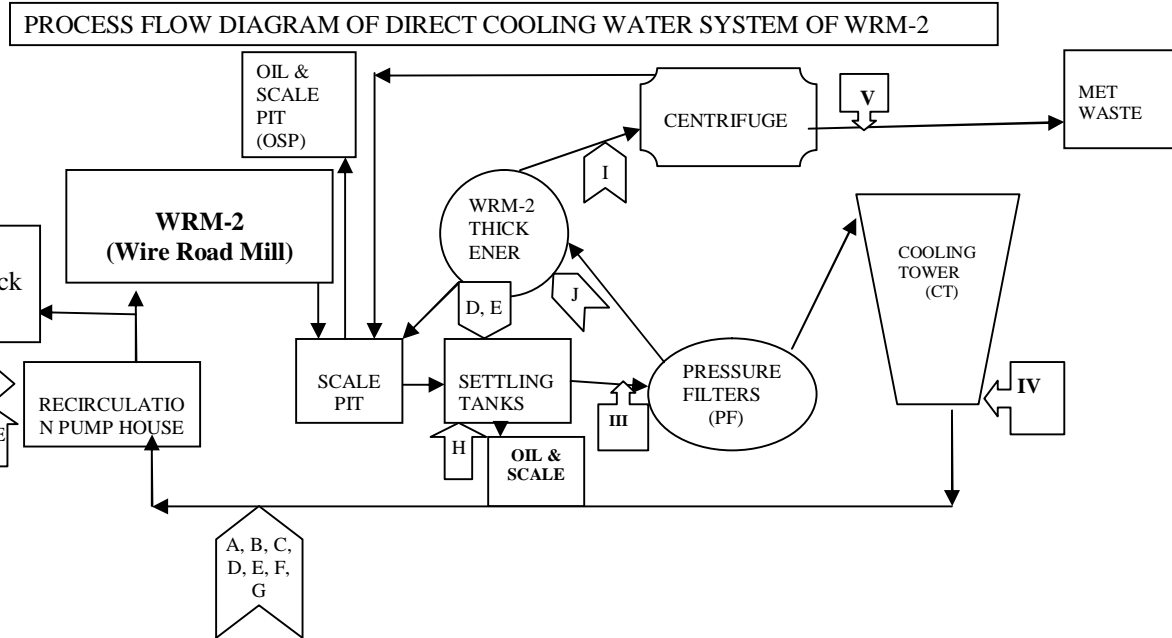 PROCESS FLOW DIAGRAM OF DIRECT COOLING WATER SYSTEM OF WRM-2
OIL &
SCALE
PIT
(OSP)
CENTRIFUGE
V
MET
WASTE
I
WRM-2
(Wire Road Mill)
WRM-2
THICK
ENER
COOLING
TOWER
(CT)
ck
D, E
J
RECIRCULATIO
N PUMP HOUSE
SCALE
PIT
SETTLING
TANKS
PRESSURE
FILTERS
(PF)
III
IV
E
H
OIL &
SCALE
A, B, C,
D, E, F,
G